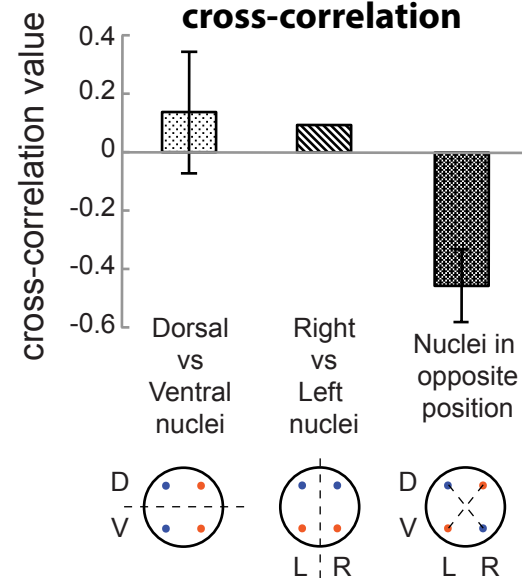 cross-correlation
cross-correlation value
0.4
0.2
0
-0.2
-0.4
-0.6
Dorsal
vs
Ventral
nuclei
Right
vs
Left
nuclei
Nuclei in
opposite
position
D
V
L R
D
V
L R